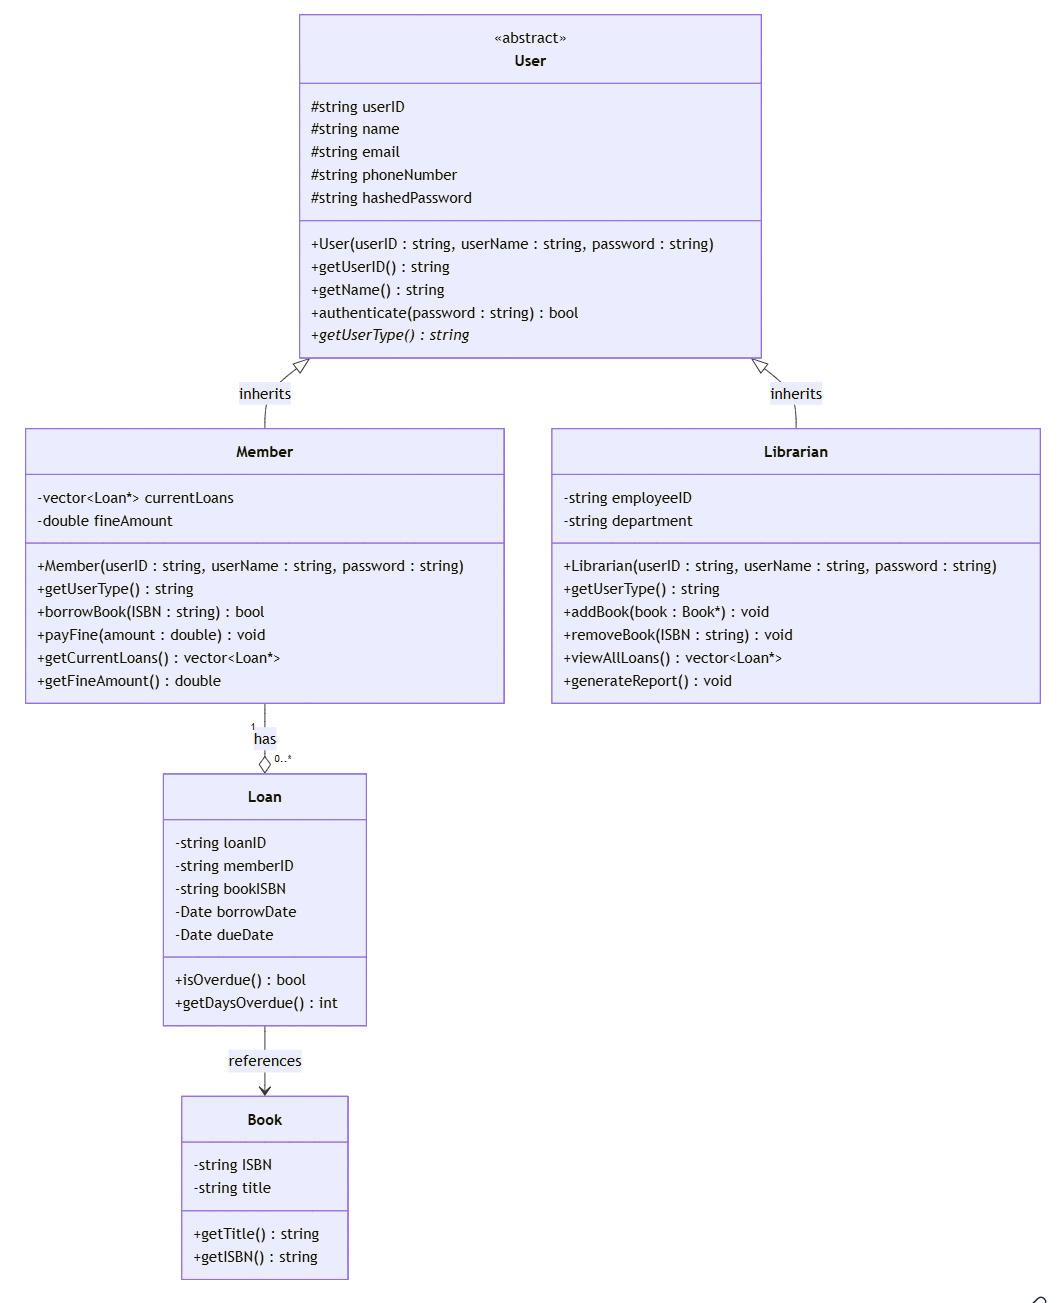 «abstract»
User
#string userID
#string name
#string email
#string phoneNumber
#string hashedPassword
+User(userID : string, userName : string, password : string)
+getUserID() : string
+getName() : string
+authenticate(password : string) : bool
+getUserType() : string
inherits
inherits
Member
-vector<Loan*> currentLoans
-double fineAmount
+Member(userID : string, userName : string, password : string)
+getUserType() : string
+borrowBook(ISBN : string) : bool
+payFine(amount : double) : void
+getCurrentLoans() : vector<Loan*>
+getFineAmount() : double
Librarian
-string employeeID
-string department
+Librarian(userID : string, userName : string, password : string)
+getUserType() : string
+addBook(book : Book*) : void
+removeBook(ISBN : string) : void
+viewAllLoans() : vector<Loan*>
+generateReport() : void
1
has
0..*
Loan
-string loanID
-string memberID
-string bookISBN
-Date borrowDate
-Date dueDate
+isOverdue() : bool
+getDaysOverdue() : int
references
Book
-string ISBN
-string title
+getTitle() : string
+getISBN() : string